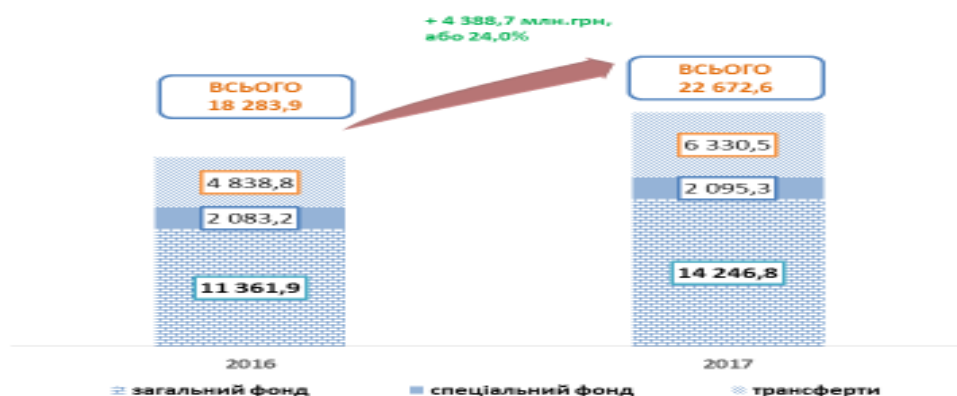 + 4 388,7 млн.грн,
або 24,0%
ВСЬОГО
18 283,9
ВСЬОГО
22 672,6
4 838,8
6 330,5
2 083,2
2 095,3
11 361,9
14 246,8
2016
2017
загальний фонд
спеціальний фонд
трансферти